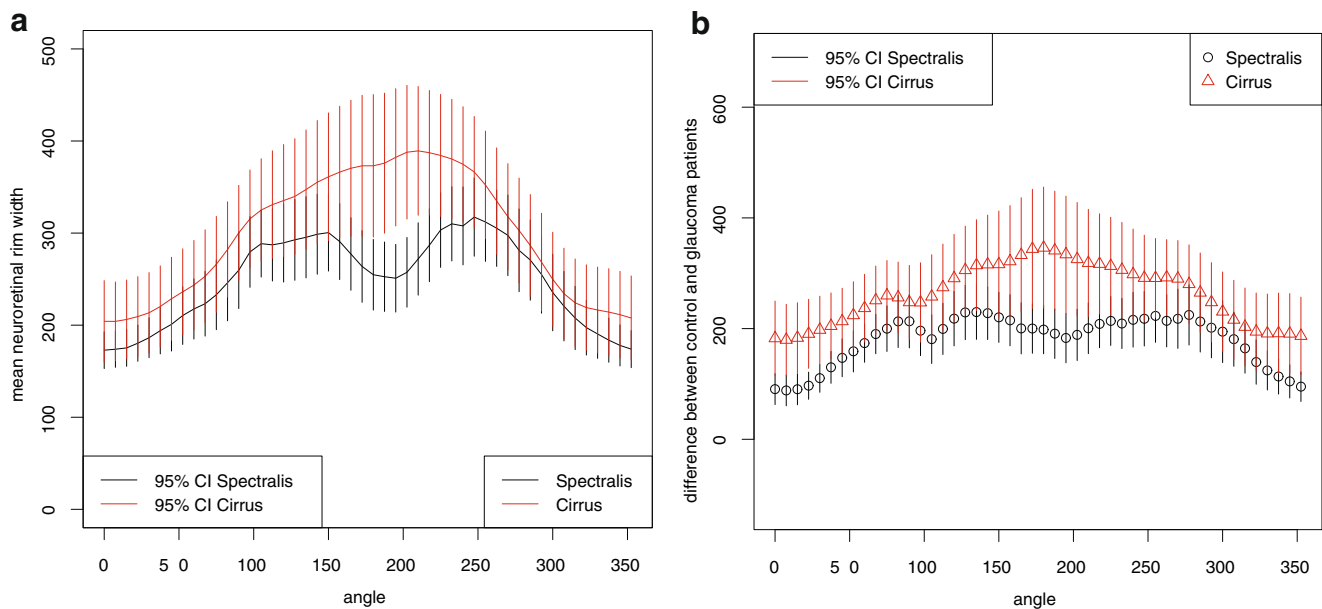 a
mean neuroretinal rim width
500
400
300
200
100
0
95% CI Spectralis
95% CI Cirrus
Spectralis
Cirrus
0 5 0 100 150 200 250 300 350
angle
b
difference between control and glaucoma patients
95% CI Spectralis
95% CI Cirrus
Spectralis
Cirrus
600
400
200
0
0 5 0 100 150 200 250 300 350
angle